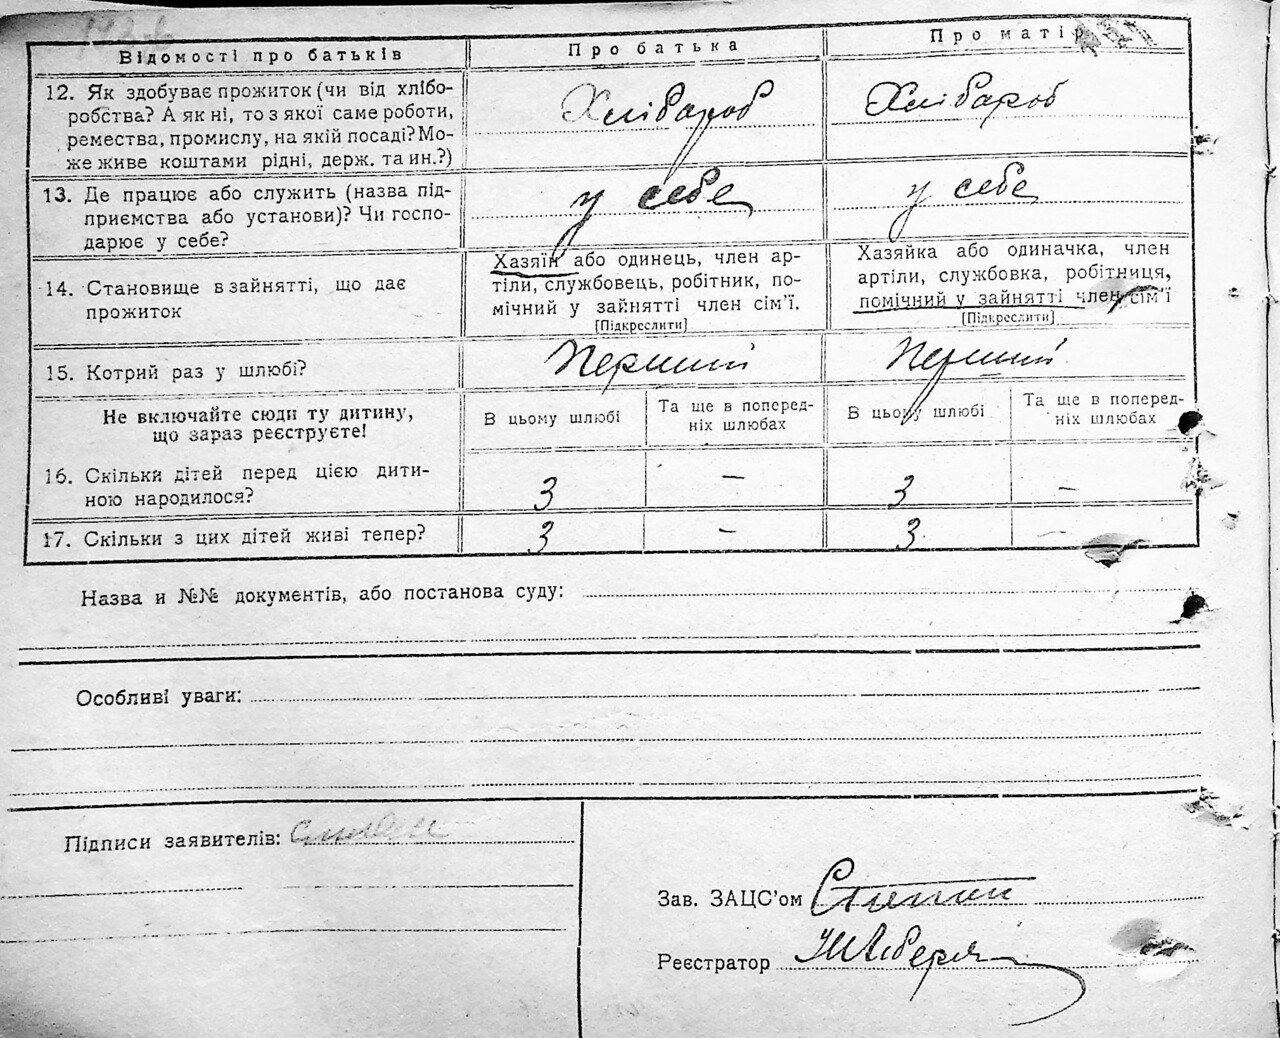 Відомості про батьків Про батька Про матір
12. Як здобуває прожиток (чи від хлібо-
робства? А як ні, то з якої саме роботи,
ремества, промислу, на якій посаді? Мо-
же живе коштами рідні, держ. та ин.?)
Хлібароб Хлібароб
13. Де працює або служить (назва під-
приємства або установи)? Чи госпо-
дарює у себе?
у себе у себе
14. Становище в зайнятті, що дає
прожиток
Хазяїн або одинець, член ар-
тіли, службовець, робітник, по-
мічний у зайнятті член сім'ї.
[Підкреслити]
Хазяйка або одиначка, член
артіли, службовка, робітниця,
помічний у зайнятті член сім'ї
[Підкреслити]
15. Котрий раз у шлюбі? Перший Перший
Не включайте сюди ту дитину,
що зараз реєструєте!
В цьому шлюбі
Та ще в поперед-
ніх шлюбах
В цьому шлюбі
Та ще в поперед-
ніх шлюбах
16. Скільки дітей перед цією дити-
ною народилося?
3 – 3 –
17. Скільки з цих дітей живі тепер? 3 – 3 –
Назва и №№ документів, або постанова суду:
Особливі уваги:
Підписи заявителів:
Зав. ЗАЦС'ом
Реєстратор